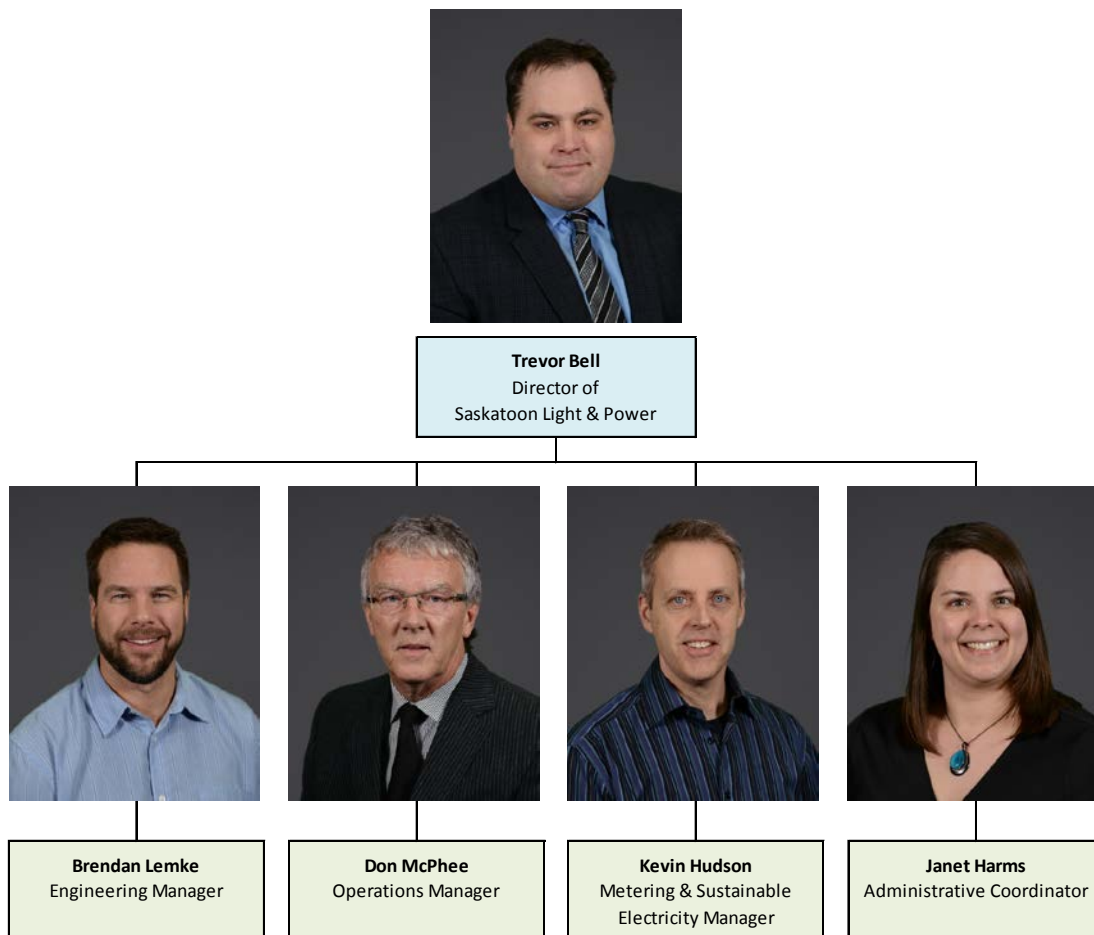 Trevor Bell
Director of
Saskatoon Light & Power
Brendan Lemke
Engineering Manager
Don McPhee
Operations Manager
Kevin Hudson
Metering & Sustainable
Electricity Manager
Janet Harms
Administrative Coordinator